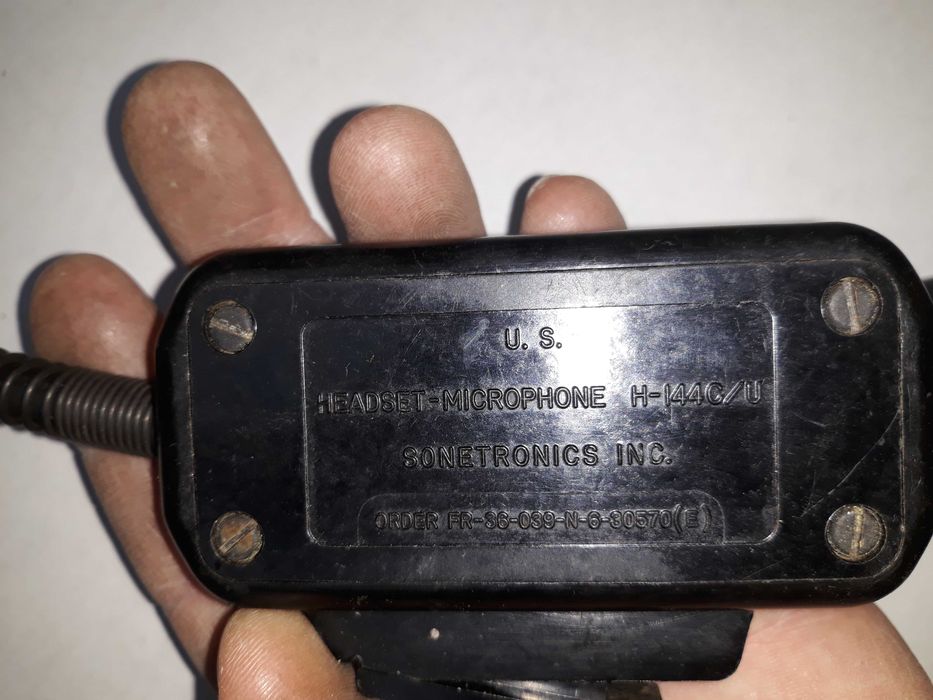 U. S.
HEADSET-MICROPHONE H-144C/U
SONETRONICS INC.
ORDER FR-36-039-N-6-30570(E)